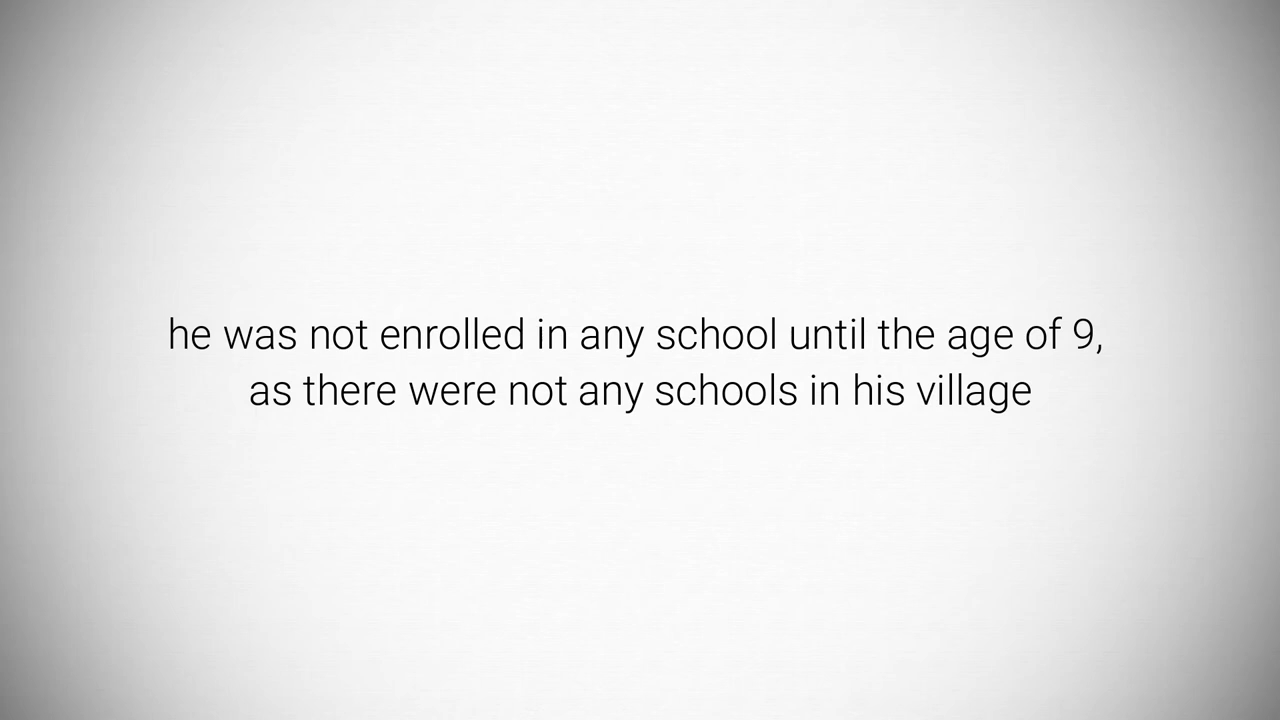 he was not enrolled in any school until the age of 9,
as there were not any schools in his village